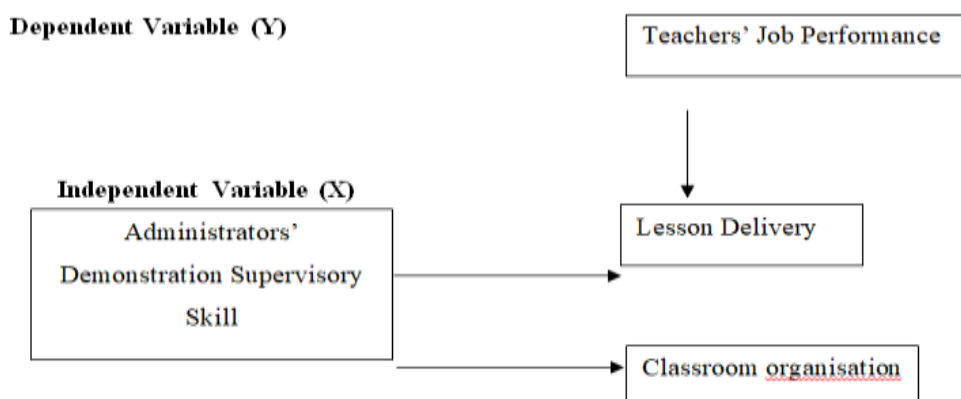 Dependent Variable (Y)
Teachers' Job Performance
Independent Variable (X)
Administrators'
Demonstration Supervisory
Skill
Lesson Delivery
Classroom organisation